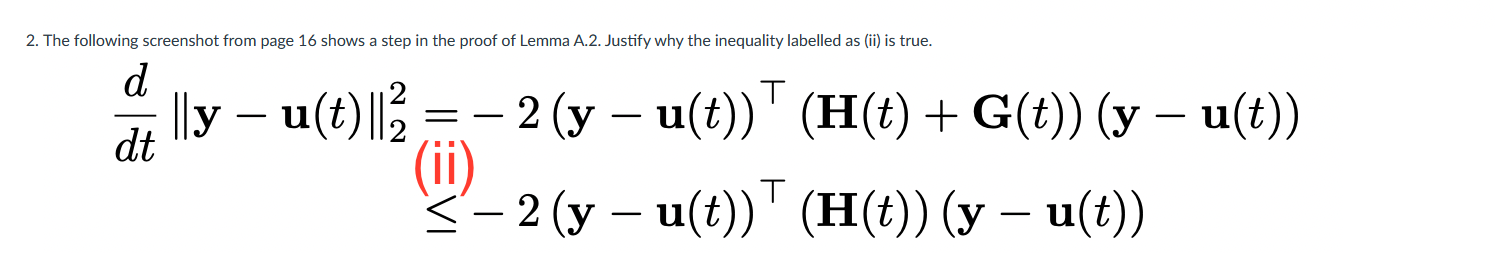 2. The following screenshot from page 16 shows a step in the proof of Lemma A.2. Justify why the inequality labelled as (ii) is true.
d/dt ‖y − u(t)‖₂² = − 2 (y − u(t))⊤ (H(t) + G(t)) (y − u(t))
(ii)
≤ − 2 (y − u(t))⊤ (H(t)) (y − u(t))